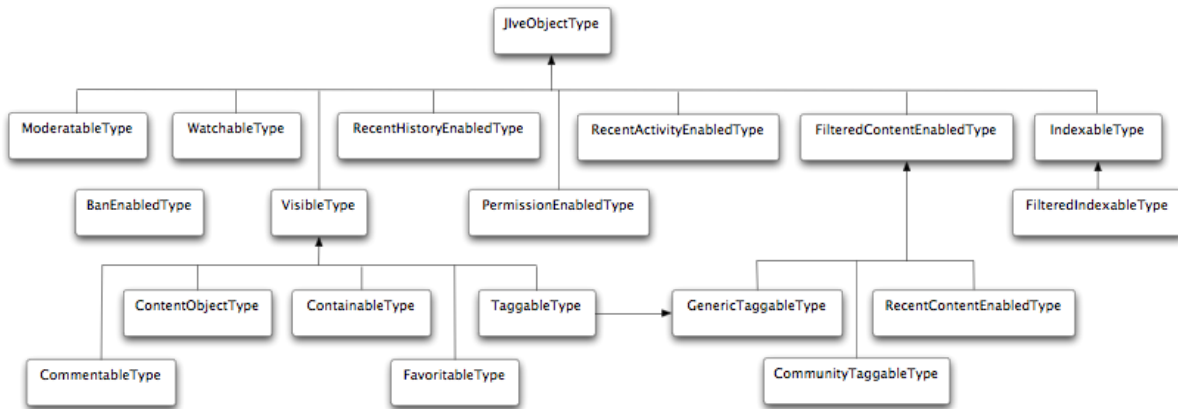 JIveObjectType
ModeratableType
WatchableType
RecentHistoryEnabledType
RecentActivityEnabledType
FilteredContentEnabledType
IndexableType
BanEnabledType
VisibleType
PermissionEnabledType
FilteredIndexableType
ContentObjectType
ContainableType
TaggableType
GenericTaggableType
RecentContentEnabledType
CommentableType
FavoritableType
CommunityTaggableType